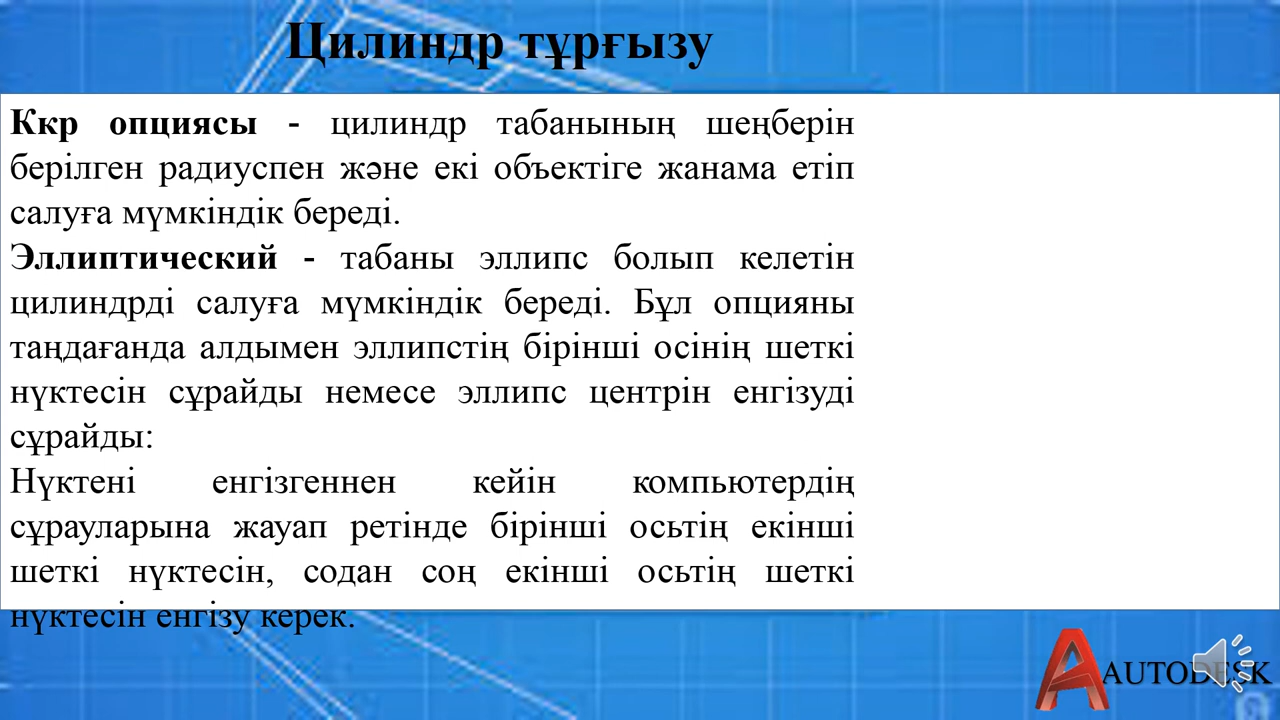 Цилиндр тұрғызу
Ккр опциясы - цилиндр табанының шеңберін
берілген радиуспен және екі объектіге жанама етіп
салуға мүмкіндік береді.
Эллиптический - табаны эллипс болып келетін
цилиндрді салуға мүмкіндік береді. Бұл опцияны
таңдағанда алдымен эллипстің бірінші осінің шеткі
нүктесін сұрайды немесе эллипс центрін енгізуді
сұрайды:
Нүктені енгізгеннен кейін компьютердің
сұрауларына жауап ретінде бірінші осьтің екінші
шеткі нүктесін, содан соң екінші осьтің шеткі
нүктесін енгізу керек.
AUTODESK